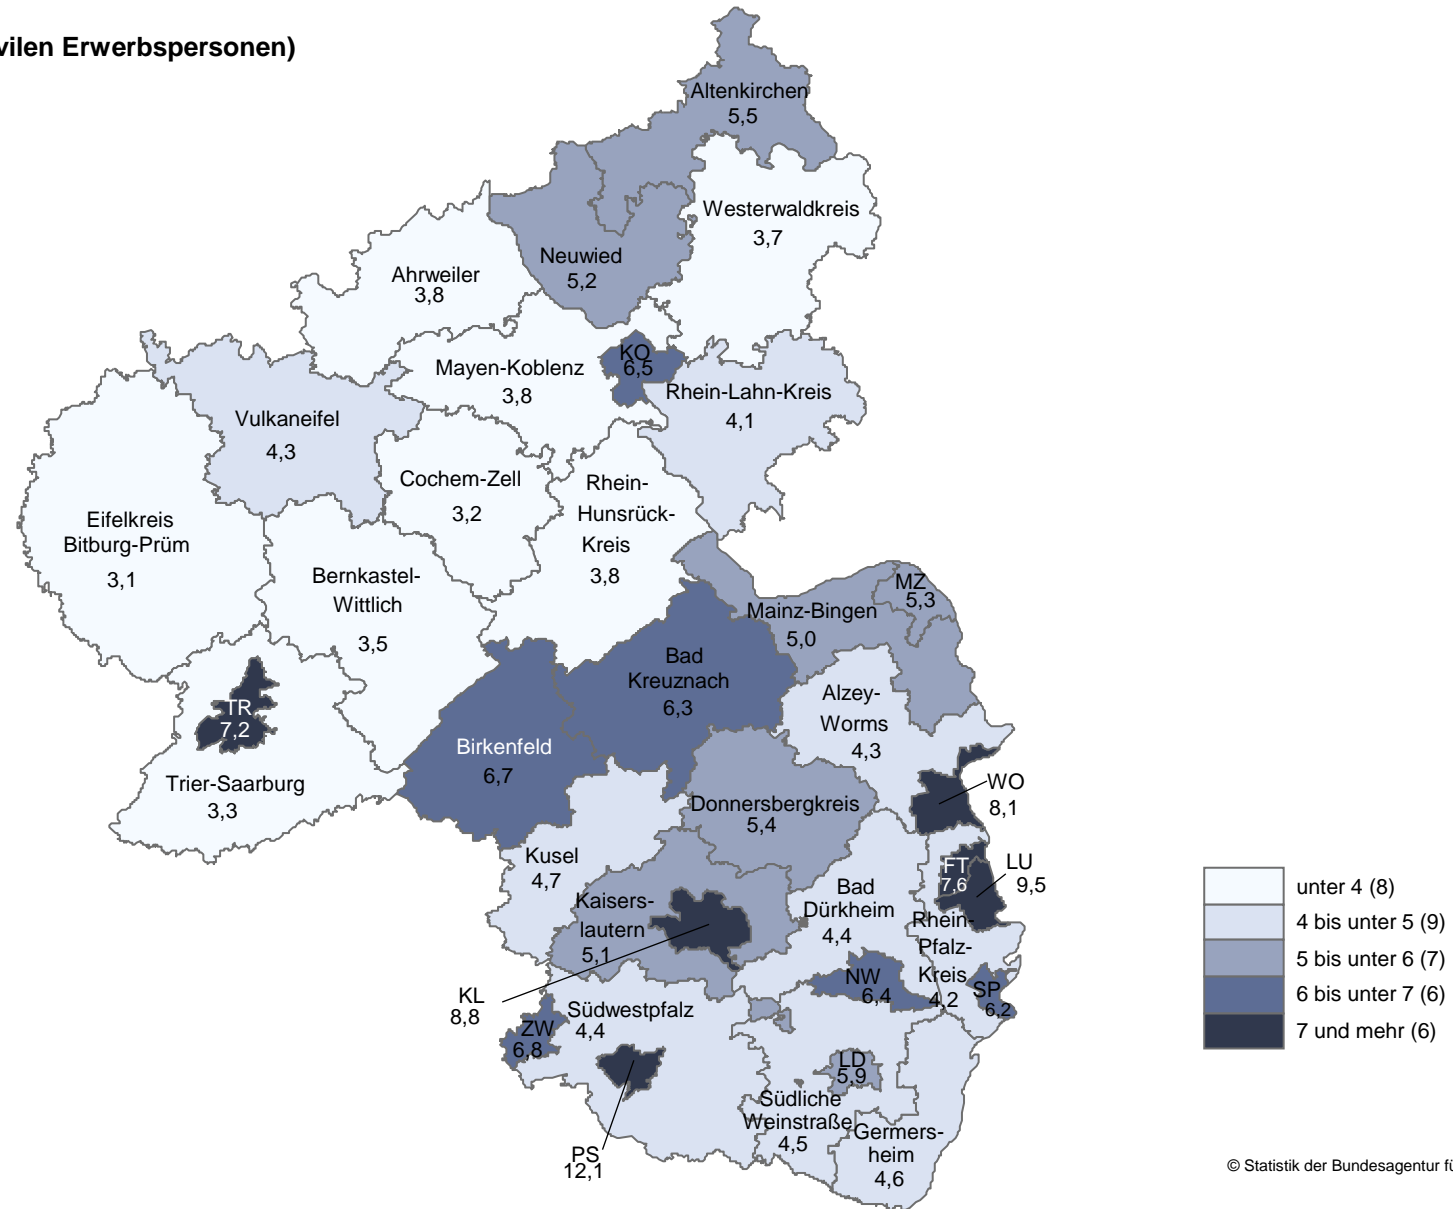 vilen Erwerbspersonen)
Altenkirchen
5,5
Westerwaldkreis
3,7
Neuwied
5,2
Ahrweiler
3,8
KO
6,5
Mayen-Koblenz
3,8
Rhein-Lahn-Kreis
4,1
Vulkaneifel
4,3
Cochem-Zell
3,2
Rhein-
Hunsrück-
Kreis
3,8
Eifelkreis
Bitburg-Prüm
3,1
Bernkastel-
Wittlich
3,5
MZ
5,3
Mainz-Bingen
5,0
Bad
Kreuznach
6,3
Alzey-
Worms
4,3
TR
7,2
Birkenfeld
6,7
Trier-Saarburg
3,3
WO
8,1
Donnersbergkreis
5,4
Kusel
4,7
FT
7,6
LU
9,5
Bad
Dürkheim
4,4
Kaisers-
lautern
5,1
Rhein-
Pfalz-
Kreis
4,2
NW
6,4
SP
6,2
KL
8,8
Südwestpfalz
4,4
ZW
6,8
LD
5,9
Südliche
Weinstraße
4,5
Germers-
heim
4,6
PS
12,1
unter 4 (8)
4 bis unter 5 (9)
5 bis unter 6 (7)
6 bis unter 7 (6)
7 und mehr (6)
© Statistik der Bundesagentur fü